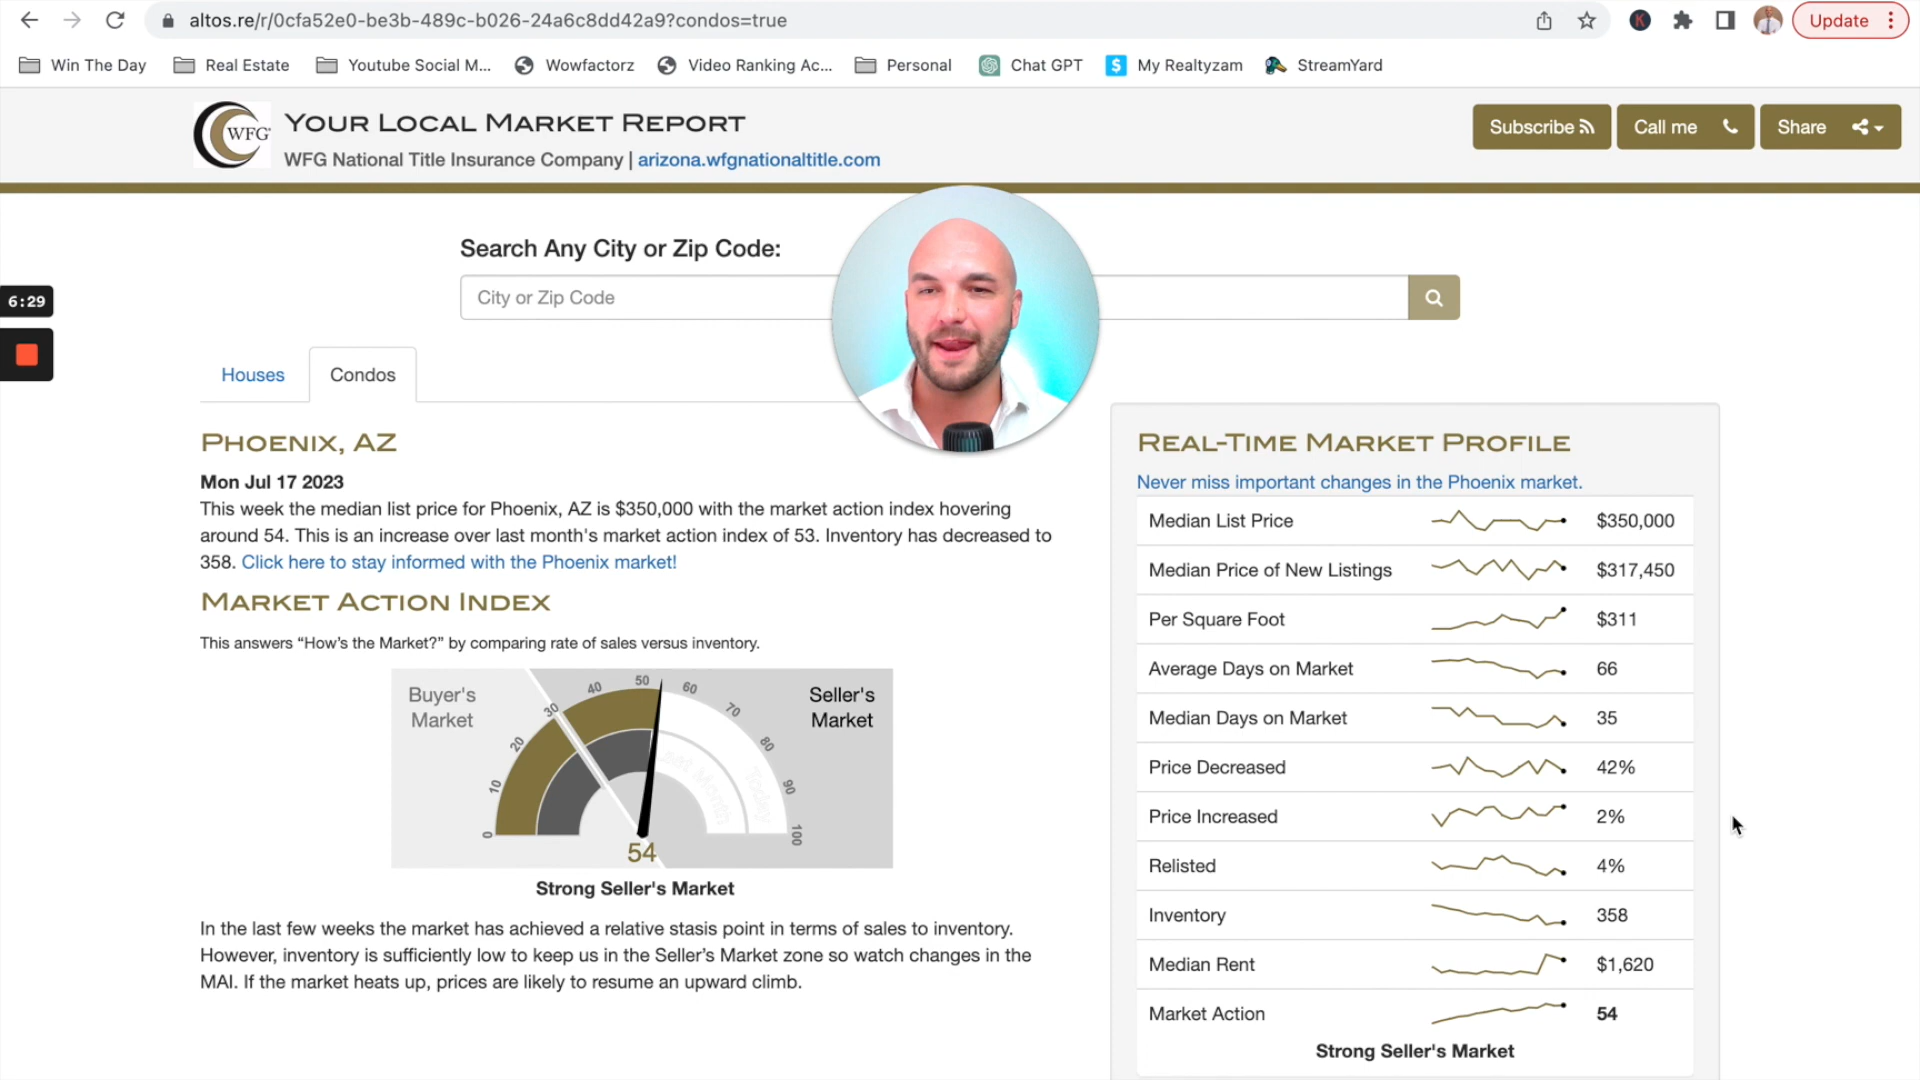 altos.re/r/0cfa52e0-be3b-489c-b026-24a6c8dd42a9?condos=true
K
Update
Win The Day
Real Estate
Youtube Social M...
Wowfactorz
Video Ranking Ac...
Personal
Chat GPT
$
My Realtyzam
StreamYard
WFG
Your Local Market Report
WFG National Title Insurance Company | arizona.wfgnationaltitle.com
Subscribe
Call me
Share
Search Any City or Zip Code:
City or Zip Code
6:29
Houses
Condos
Phoenix, AZ
Mon Jul 17 2023
This week the median list price for Phoenix, AZ is $350,000 with the market action index hovering
around 54. This is an increase over last month's market action index of 53. Inventory has decreased to
358. Click here to stay informed with the Phoenix market!
Market Action Index
This answers “How’s the Market?” by comparing rate of sales versus inventory.
Buyer's
Market
Seller's
Market
0
10
20
30
40
50
60
70
80
90
100
Month
Today
54
Strong Seller's Market
In the last few weeks the market has achieved a relative stasis point in terms of sales to inventory.
However, inventory is sufficiently low to keep us in the Seller’s Market zone so watch changes in the
MAI. If the market heats up, prices are likely to resume an upward climb.
Real-Time Market Profile
Never miss important changes in the Phoenix market.
Median List Price $350,000
Median Price of New Listings $317,450
Per Square Foot $311
Average Days on Market 66
Median Days on Market 35
Price Decreased 42%
Price Increased 2%
Relisted 4%
Inventory 358
Median Rent $1,620
Market Action 54
Strong Seller's Market